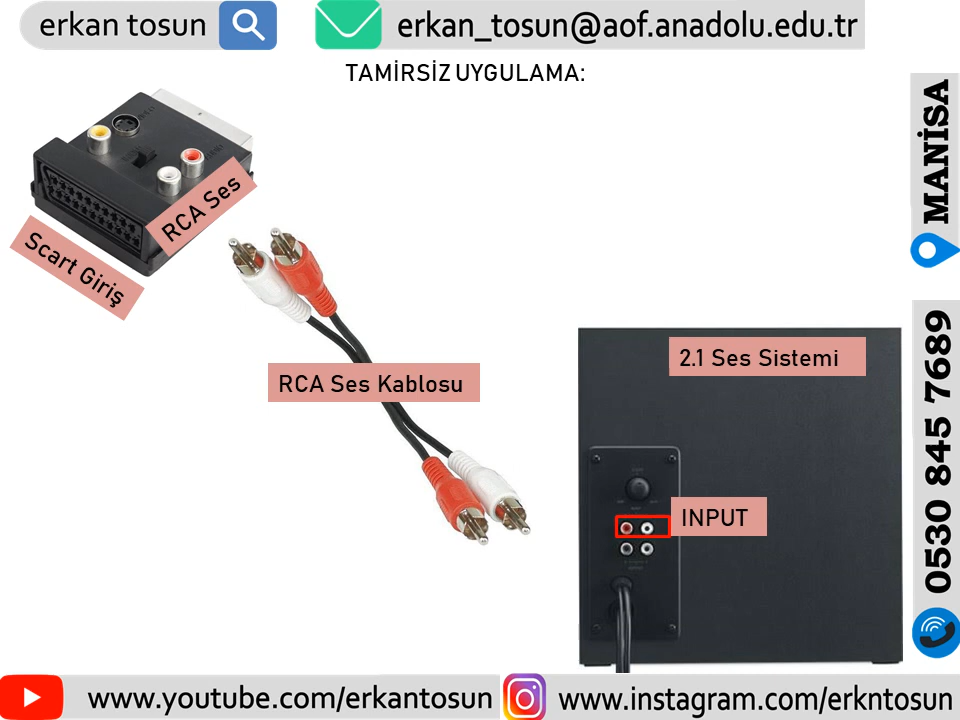 erkan tosun
erkan_tosun@aof.anadolu.edu.tr
TAMİRSİZ UYGULAMA:
MANİSA
RCA Ses
Scart Giriş
RCA Ses Kablosu
2.1 Ses Sistemi
INPUT
0530 845 7689
www.youtube.com/erkantosun
www.instagram.com/erkntosun